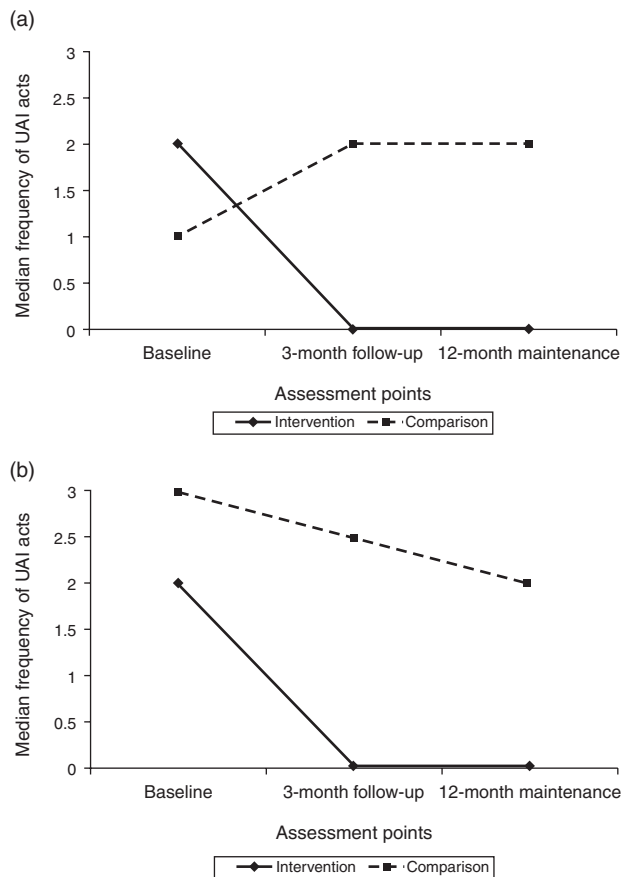 (a)
Median frequency of UAI acts
3
2.5
2
1.5
1
0.5
0
Baseline
3-month follow-up
12-month maintenance
Assessment points
Intervention
Comparison
(b)
Median frequency of UAI acts
3
2.5
2
1.5
1
0.5
0
Baseline
3-month follow-up
12-month maintenance
Assessment points
Intervention
Comparison